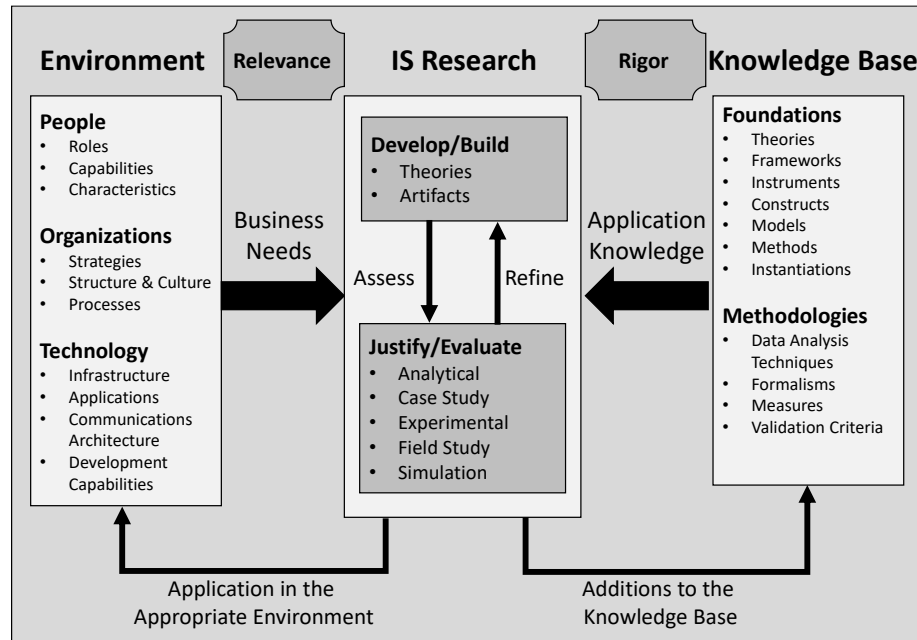 Environment
Relevance
IS Research
Rigor
Knowledge Base
People
• Roles
• Capabilities
• Characteristics
Organizations
• Strategies
• Structure & Culture
• Processes
Technology
• Infrastructure
• Applications
• Communications
Architecture
• Development
Capabilities
Business
Needs
Develop/Build
• Theories
• Artifacts
Assess
Refine
Justify/Evaluate
• Analytical
• Case Study
• Experimental
• Field Study
• Simulation
Application
Knowledge
Foundations
• Theories
• Frameworks
• Instruments
• Constructs
• Models
• Methods
• Instantiations
Methodologies
• Data Analysis
Techniques
• Formalisms
• Measures
• Validation Criteria
Application in the
Appropriate Environment
Additions to the
Knowledge Base